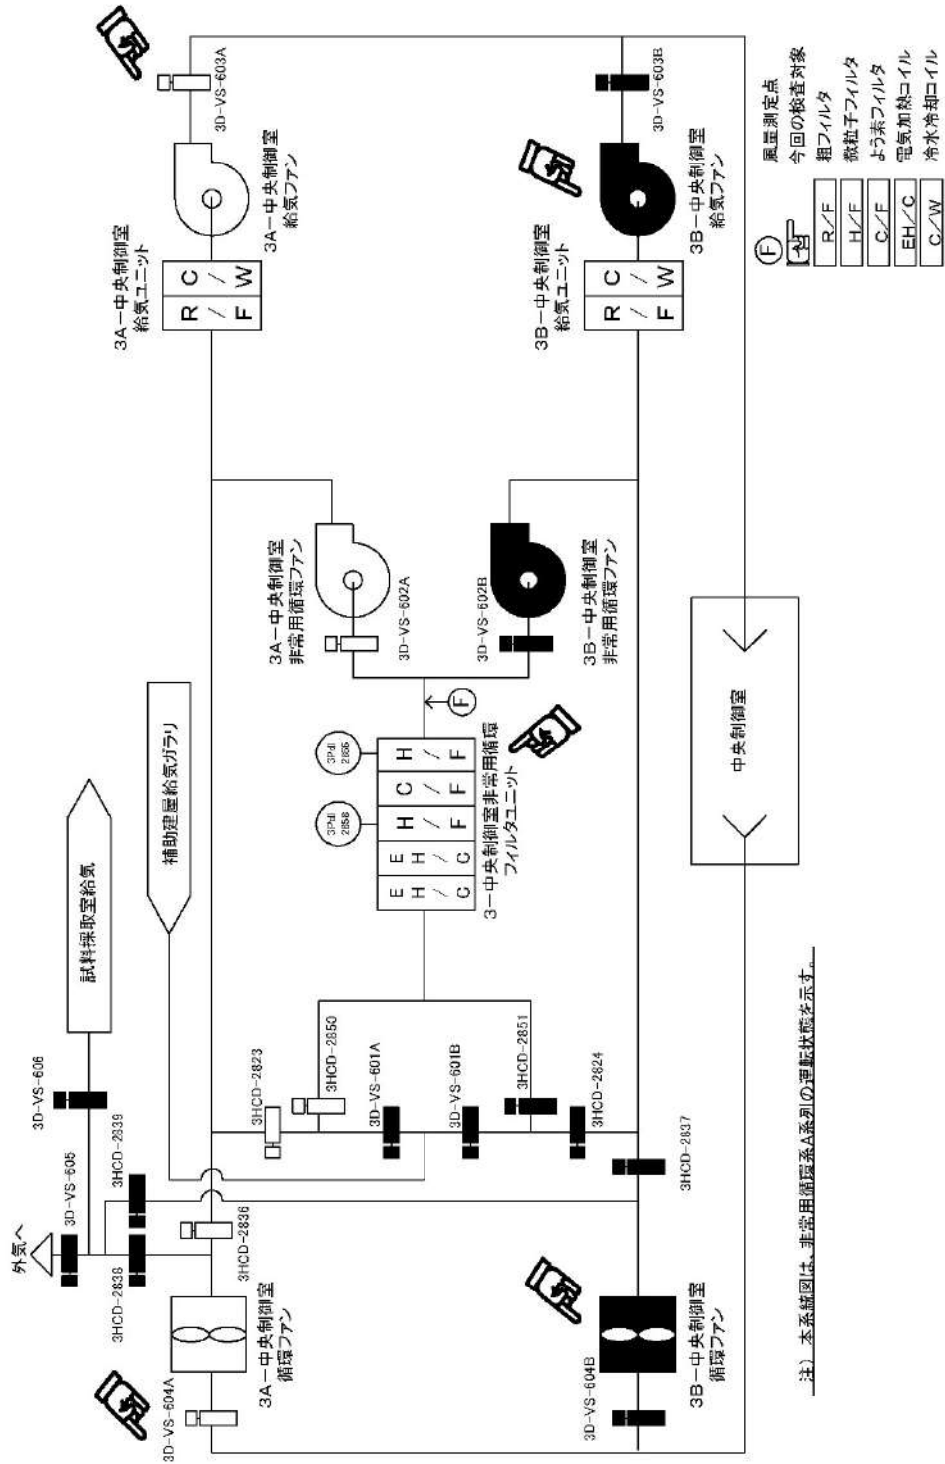 外気へ
3D-VS-605
3D-VS-606
試料採取室給気
3HCD-2838
3HCD-2839
補助建屋給気ガラリ
3D-VS-604A
3A－中央制御室
循環ファン
3HCD-2836
3HCD-2823
3HCD-2850
3D-VS-601A
3D-VS-601B
3HCD-2851
3HCD-2824
3HCD-2837
3D-VS-604B
3B－中央制御室
循環ファン
E H / C
E H / C
H / F
C / F
H / F
3PdI
3PdI
3－中央制御室非常用循環
フィルタユニット
F
3A－中央制御室
非常用循環ファン
3D-VS-602A
3D-VS-602B
3B－中央制御室
非常用循環ファン
3A－中央制御室
給気ユニット
R / F
C / W
3A－中央制御室
給気ファン
3D-VS-603A
3B－中央制御室
給気ユニット
R / F
C / W
3B－中央制御室
給気ファン
3D-VS-603B
中央制御室
F 風量測定点
今回の検査対象
R/F 粗フィルタ
H/F 微粒子フィルタ
C/F よう素フィルタ
EH/C 電気加熱コイル
C/W 冷水冷却コイル
注）本系統図は、非常用循環系A系列の運転状態を示す。